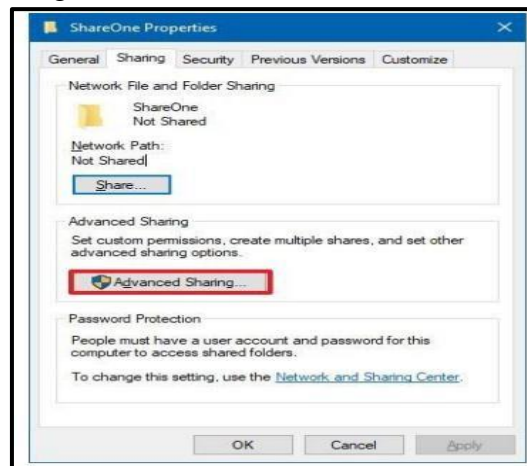 ShareOne Properties
General Sharing Security Previous Versions Customize
Network File and Folder Sharing
ShareOne
Not Shared
Network Path:
Not Shared
Share...
Advanced Sharing
Set custom permissions, create multiple shares, and set other
advanced sharing options.
Advanced Sharing...
Password Protection
People must have a user account and password for this
computer to access shared folders.
To change this setting, use the Network and Sharing Center.
OK Cancel Apply